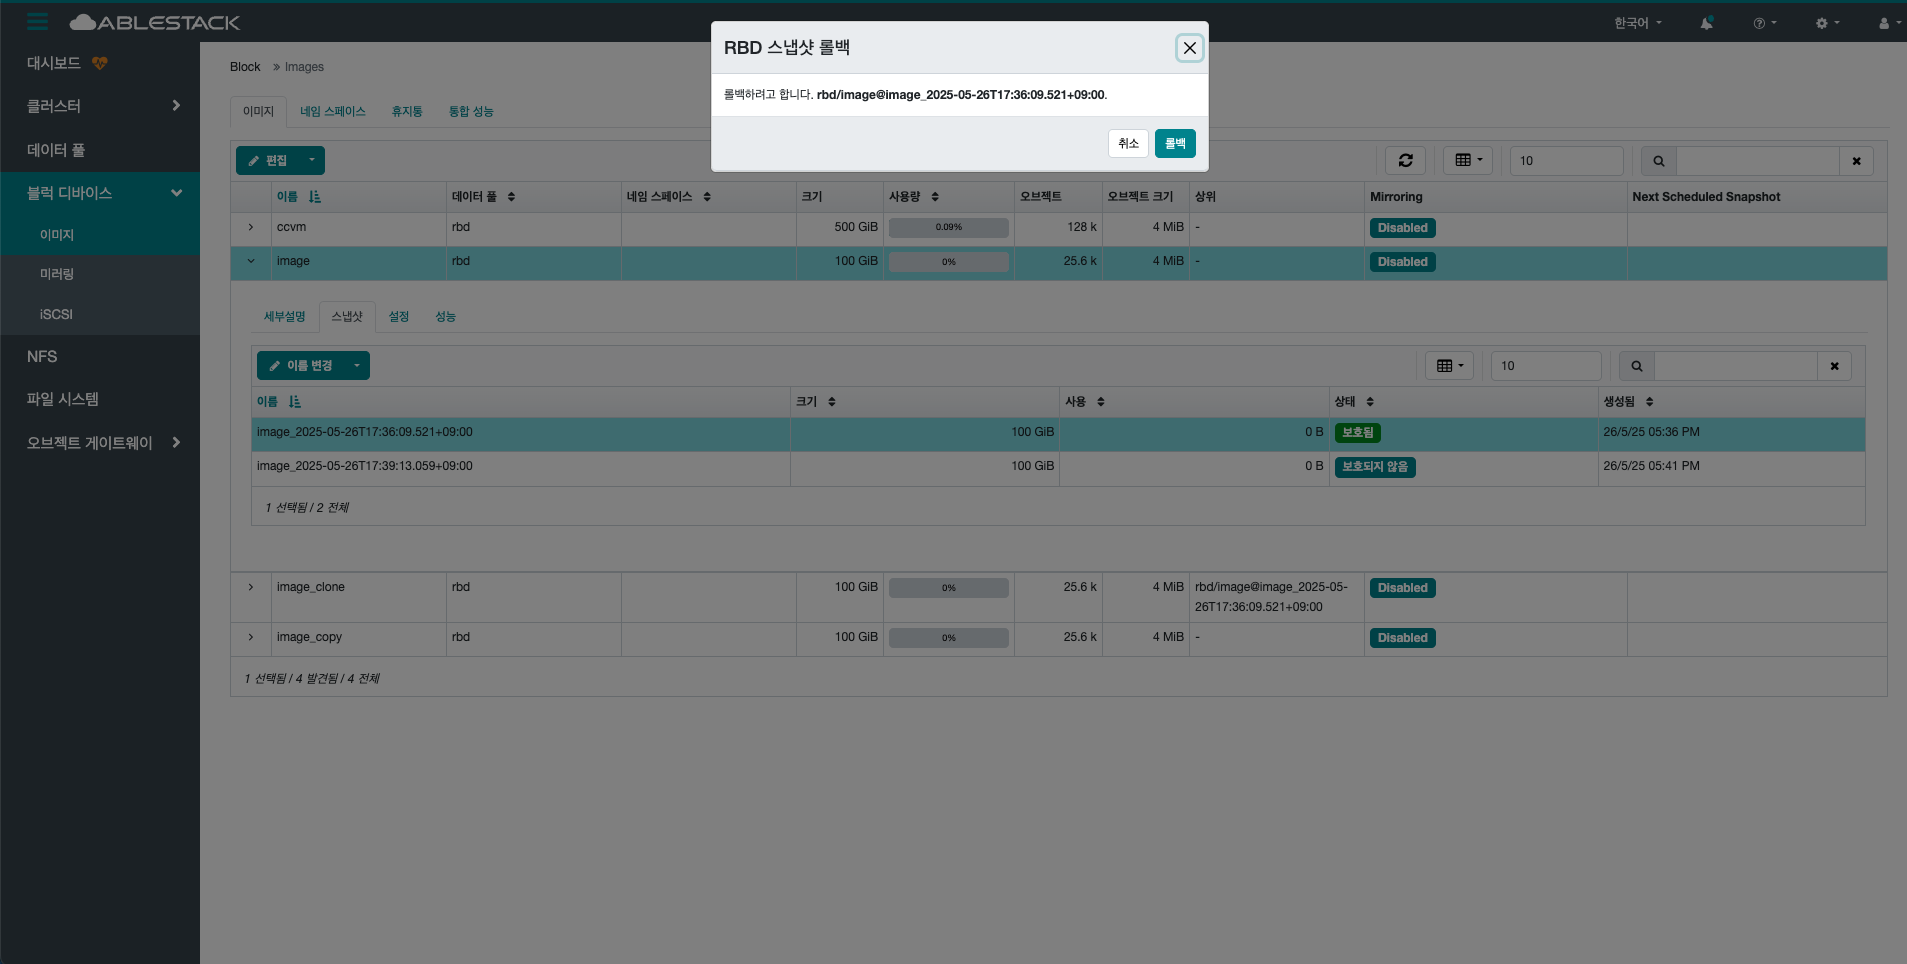 ABLESTACK
한국어
RBD 스냅샷 롤백
롤백하려고 합니다. rbd/image@image_2025-05-26T17:36:09.521+09:00.
취소 롤백
대시보드
클러스터
데이터 풀
블럭 디바이스
이미지
미러링
iSCSI
NFS
파일 시스템
오브젝트 게이트웨이
Block » Images
이미지 네임 스페이스 휴지통 통합 성능
편집 10
이름 데이터 풀 네임 스페이스 크기 사용량 오브젝트 오브젝트 크기 상위 Mirroring Next Scheduled Snapshot
ccvm rbd 500 GiB 0.09% 128 k 4 MiB - Disabled
image rbd 100 GiB 0% 25.6 k 4 MiB - Disabled
세부설명 스냅샷 설정 성능
이름 변경 10
이름 크기 사용 상태 생성됨
image_2025-05-26T17:36:09.521+09:00 100 GiB 0 B 보호됨 26/5/25 05:36 PM
image_2025-05-26T17:39:13.059+09:00 100 GiB 0 B 보호되지 않음 26/5/25 05:41 PM
1 선택됨 / 2 전체
image_clone rbd 100 GiB 0% 25.6 k 4 MiB rbd/image@image_2025-05- Disabled
26T17:36:09.521+09:00
image_copy rbd 100 GiB 0% 25.6 k 4 MiB - Disabled
1 선택됨 / 4 발견됨 / 4 전체